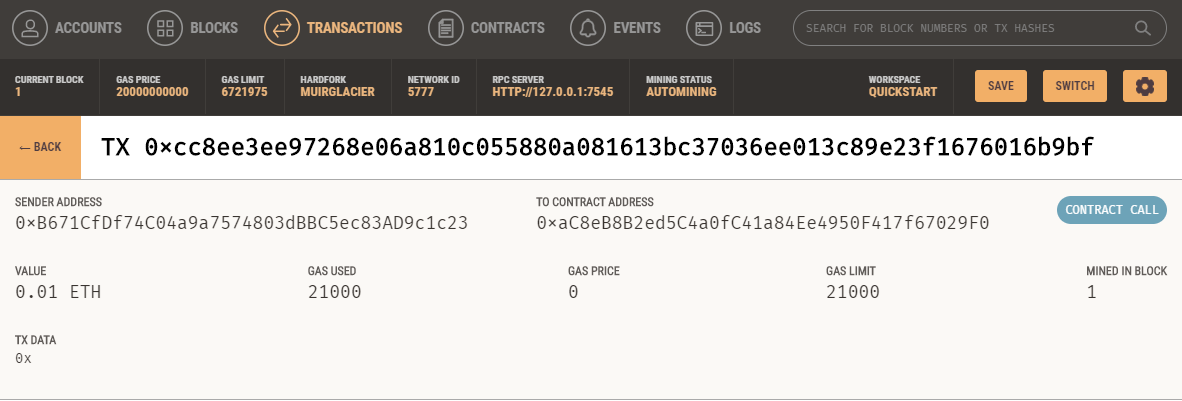 ACCOUNTS BLOCKS TRANSACTIONS CONTRACTS EVENTS LOGS SEARCH FOR BLOCK NUMBERS OR TX HASHES
CURRENT BLOCK GAS PRICE GAS LIMIT HARDFORK NETWORK ID RPC SERVER MINING STATUS WORKSPACE
1 20000000000 6721975 MUIRGLACIER 5777 HTTP://127.0.0.1:7545 AUTOMINING QUICKSTART SAVE SWITCH
← BACK TX 0×cc8ee3ee97268e06a810c055880a081613bc37036ee013c89e23f1676016b9bf
SENDER ADDRESS TO CONTRACT ADDRESS
0×B671CfDf74C04a9a7574803dBBC5ec83AD9c1c23 0×aC8eB8B2ed5C4a0fC41a84Ee4950F417f67029F0 CONTRACT CALL
VALUE GAS USED GAS PRICE GAS LIMIT MINED IN BLOCK
0.01 ETH 21000 0 21000 1
TX DATA
0x